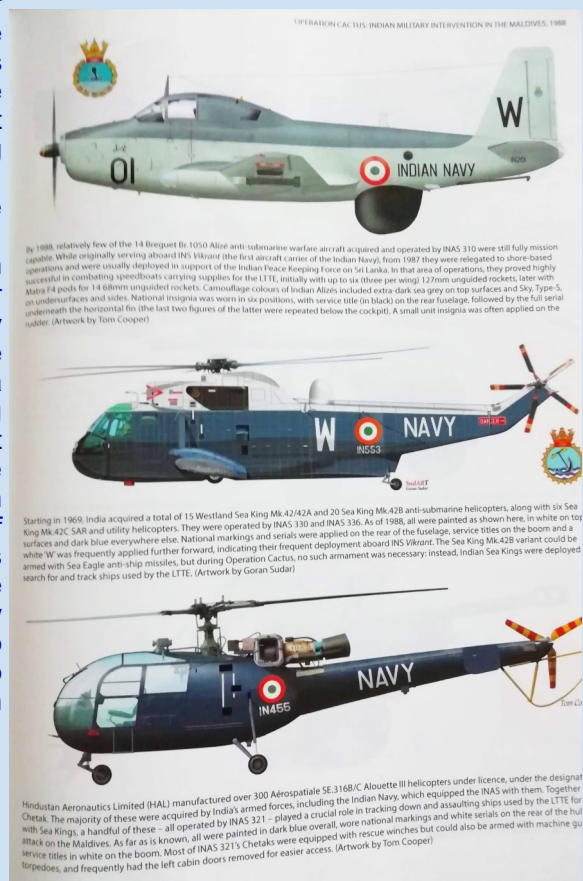 OPERATION CACTUS: INDIAN MILITARY INTERVENTION IN THE MALDIVES, 1988
W
IN201
01
INDIAN NAVY
By 1988, relatively few of the 14 Breguet Br.1050 Alizé anti-submarine warfare aircraft acquired and operated by INAS 310 were still fully mission
capable. While originally serving aboard INS Vikrant (the first aircraft carrier of the Indian Navy), from 1987 they were relegated to shore-based
operations and were usually deployed in support of the Indian Peace Keeping Force on Sri Lanka. In that area of operations, they proved highly
successful in combating speedboats carrying supplies for the LTTE, initially with up to six (three per wing) 127mm unguided rockets, later with
Matra F4 pods for 14 68mm unguided rockets. Camouflage colours of Indian Alizés included extra-dark sea grey on top surfaces and Sky, Type-S,
on undersurfaces and sides. National insignia was worn in six positions, with service title (in black) on the rear fuselage, followed by the full serial
underneath the horizontal fin (the last two figures of the latter were repeated below the cockpit). A small unit insignia was often applied on the
rudder. (Artwork by Tom Cooper)
W
IN553
NAVY
DANGER
SudART
Goran Sudar
Starting in 1969, India acquired a total of 15 Westland Sea King Mk.42/42A and 20 Sea King Mk.42B anti-submarine helicopters, along with six Sea
King Mk.42C SAR and utility helicopters. They were operated by INAS 330 and INAS 336. As of 1988, all were painted as shown here, in white on top
surfaces and dark blue everywhere else. National markings and serials were applied on the rear of the fuselage, service titles on the boom and a
white 'W' was frequently applied further forward, indicating their frequent deployment aboard INS Vikrant. The Sea King Mk.42B variant could be
armed with Sea Eagle anti-ship missiles, but during Operation Cactus, no such armament was necessary: instead, Indian Sea Kings were deployed
search for and track ships used by the LTTE. (Artwork by Goran Sudar)
NAVY
IN455
Tom Co
Hindustan Aeronautics Limited (HAL) manufactured over 300 Aérospatiale SE.316B/C Alouette III helicopters under licence, under the designat
Chetak. The majority of these were acquired by India's armed forces, including the Indian Navy, which equipped the INAS with them. Together
with Sea Kings, a handful of these – all operated by INAS 321 – played a crucial role in tracking down and assaulting ships used by the LTTE for
attack on the Maldives. As far as is known, all were painted in dark blue overall, wore national markings and white serials on the rear of the hul
service titles in white on the boom. Most of INAS 321's Chetaks were equipped with rescue winches but could also be armed with machine gu
torpedoes, and frequently had the left cabin doors removed for easier access. (Artwork by Tom Cooper)